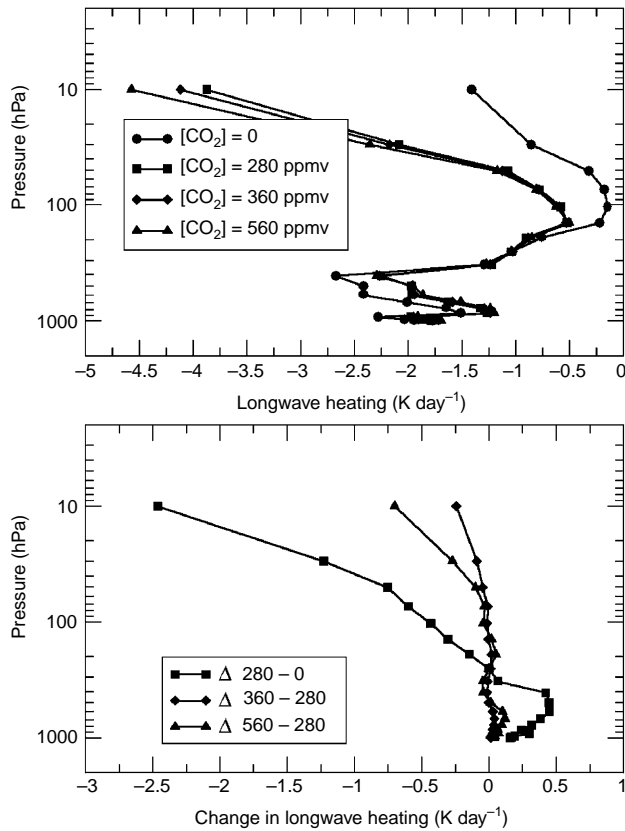 10
100
1000
Pressure (hPa)
[CO₂] = 0
[CO₂] = 280 ppmv
[CO₂] = 360 ppmv
[CO₂] = 560 ppmv
−5 −4.5 −4 −3.5 −3 −2.5 −2 −1.5 −1 −0.5 0
Longwave heating (K day⁻¹)
10
100
1000
Pressure (hPa)
Δ 280 – 0
Δ 360 – 280
Δ 560 – 280
−3 −2.5 −2 −1.5 −1 −0.5 0 0.5 1
Change in longwave heating (K day⁻¹)